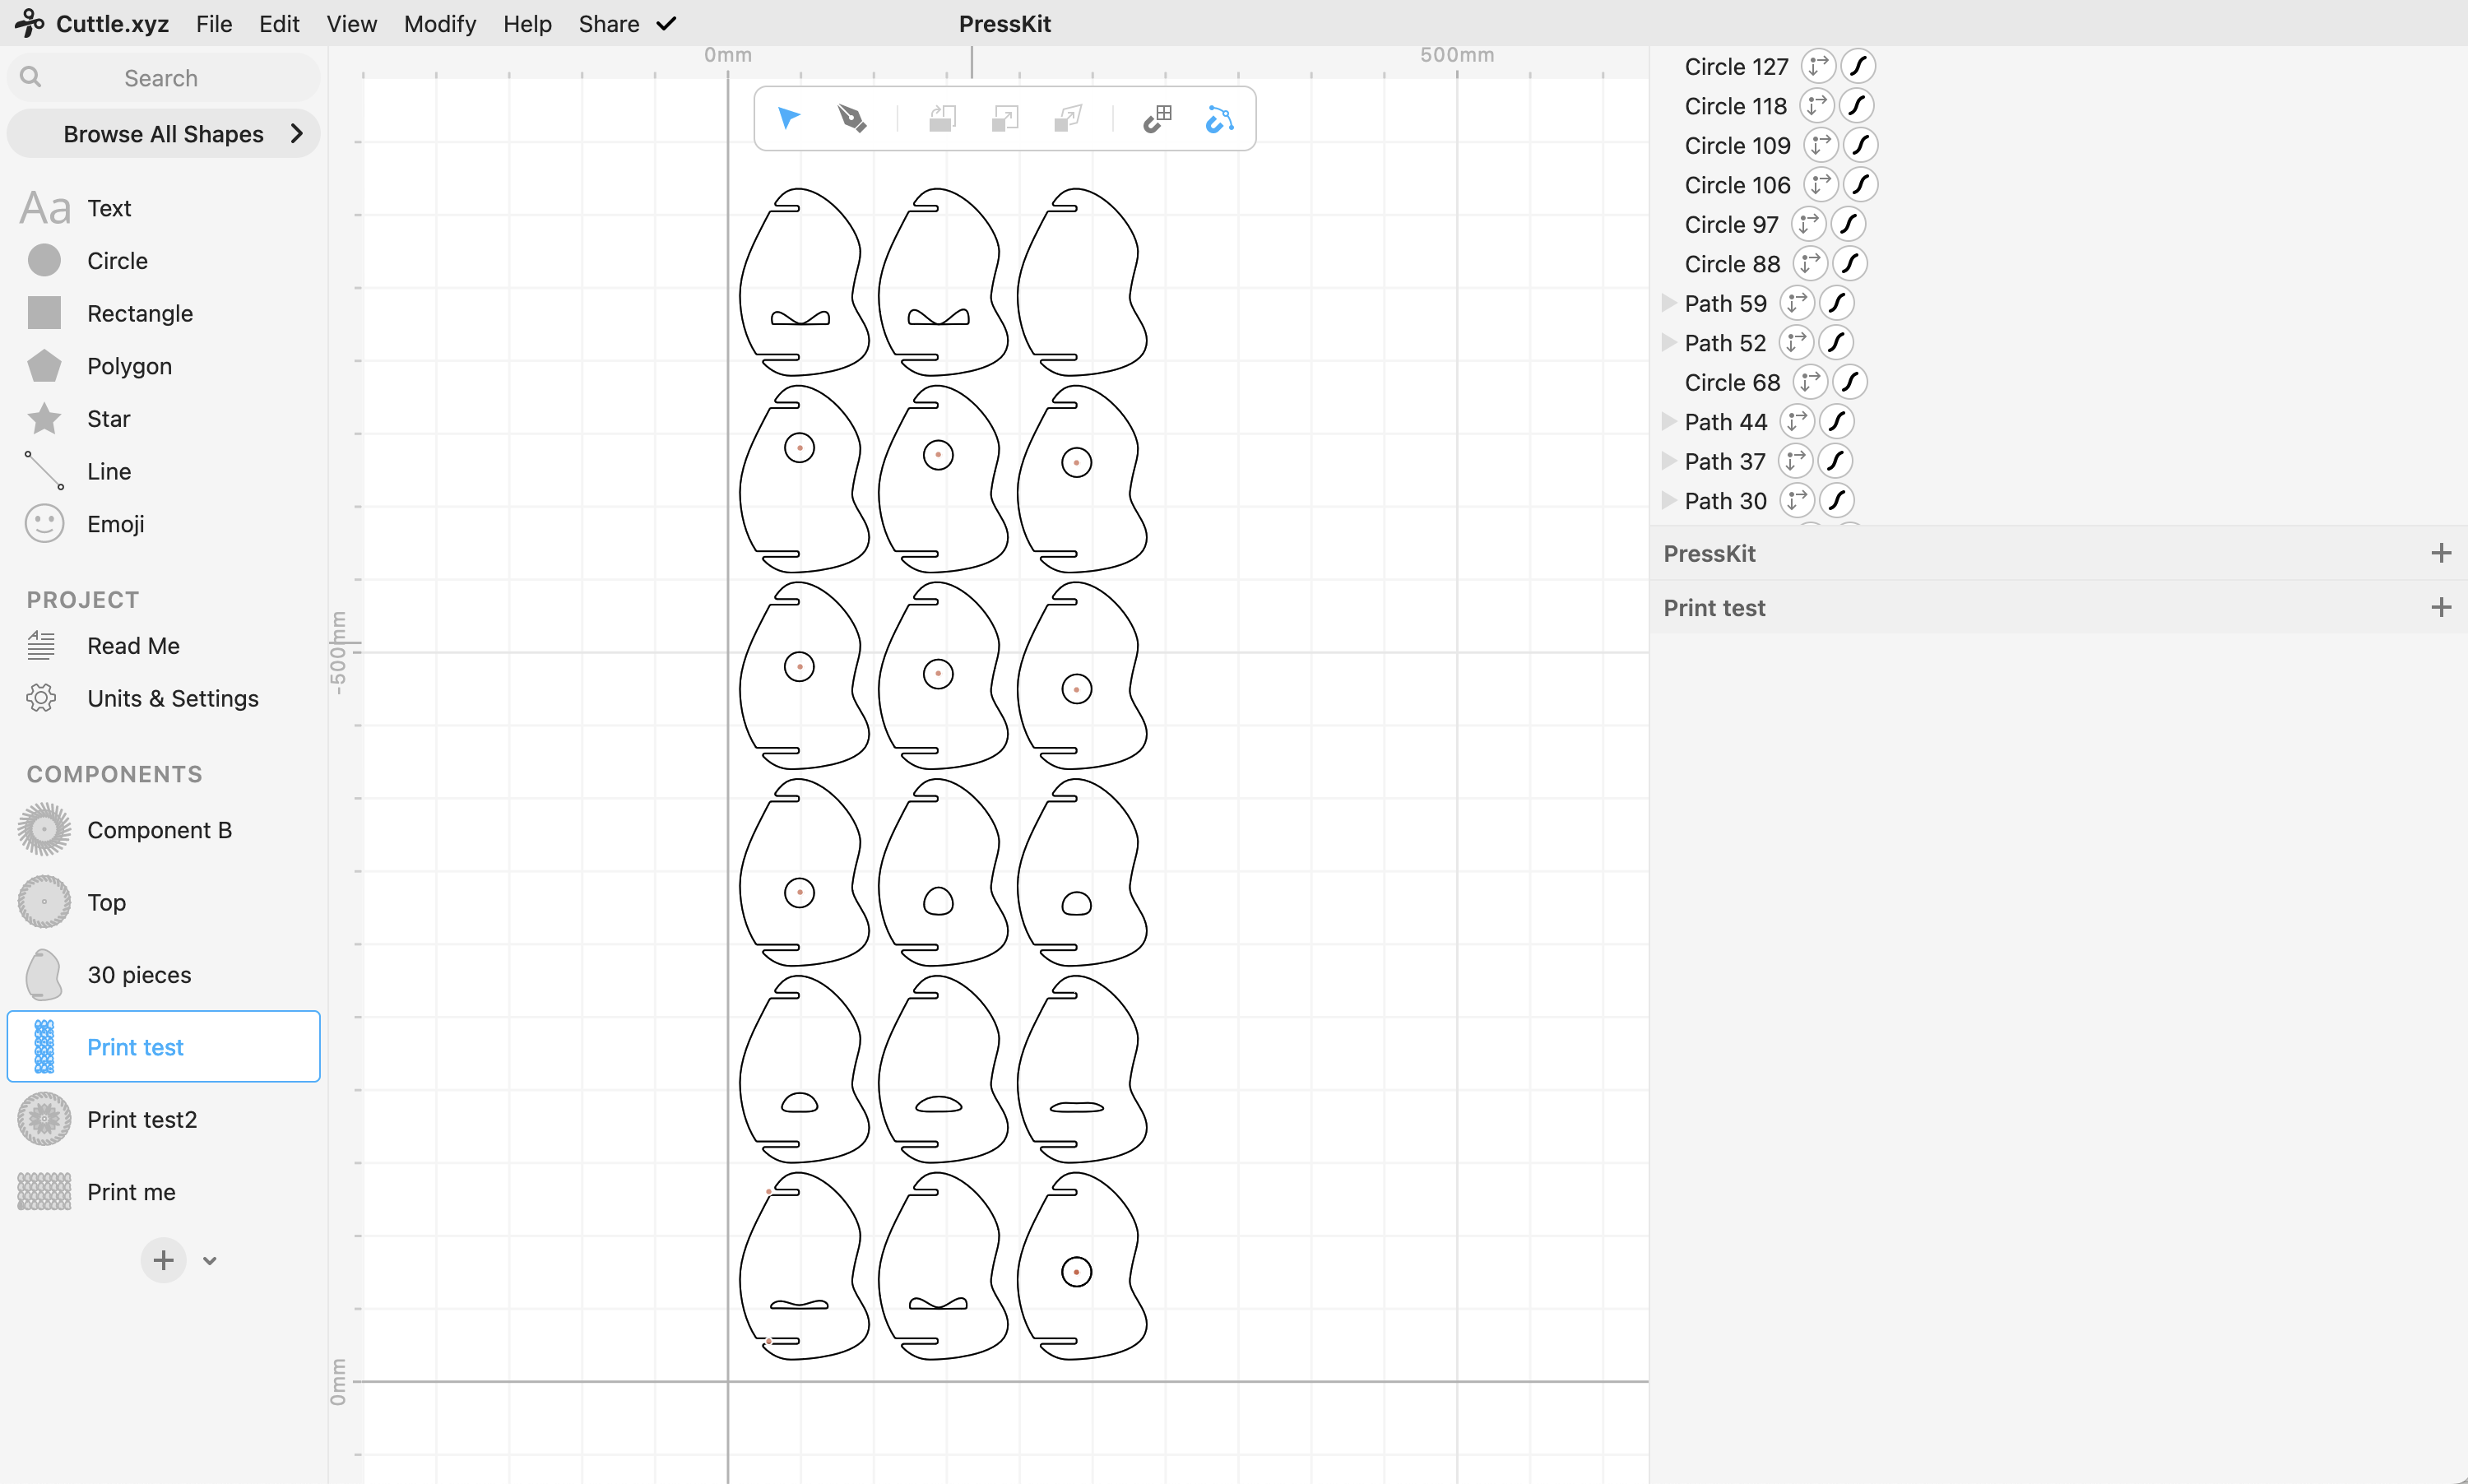 Cuttle.xyz File Edit View Modify Help Share PressKit
Search
Browse All Shapes
Aa Text
Circle
Rectangle
Polygon
Star
Line
Emoji
PROJECT
Read Me
Units & Settings
COMPONENTS
Component B
Top
30 pieces
Print test
Print test2
Print me
0mm 500mm
-500mm
0mm
Circle 127
Circle 118
Circle 109
Circle 106
Circle 97
Circle 88
Path 59
Path 52
Circle 68
Path 44
Path 37
Path 30
PressKit
Print test